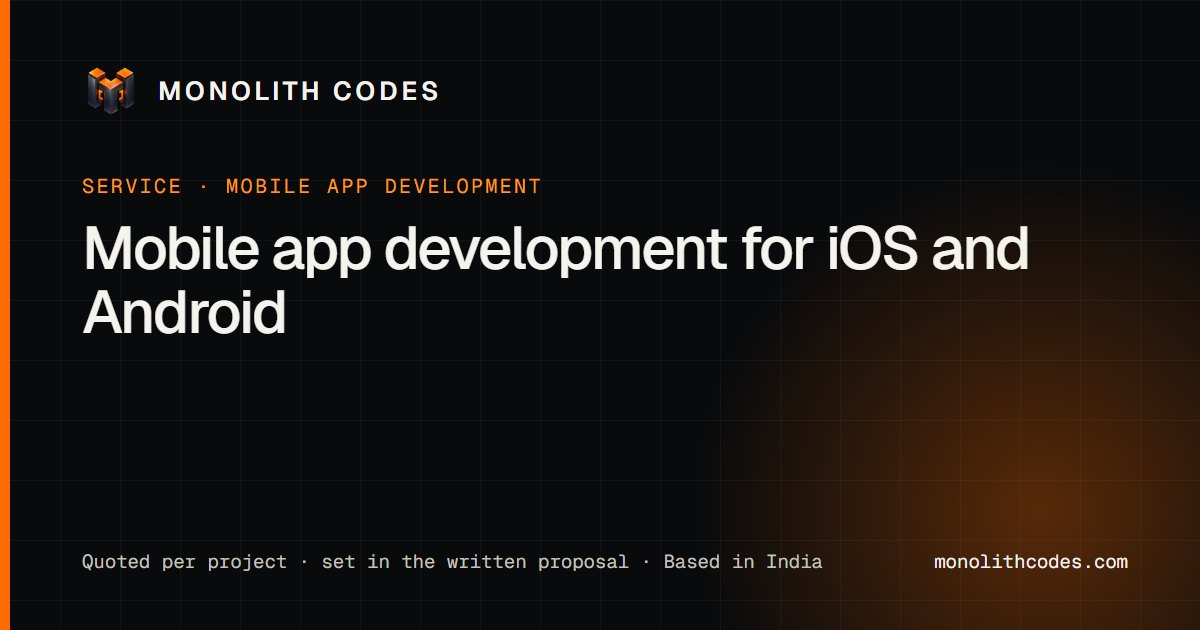 MONOLITH CODES
SERVICE · MOBILE APP DEVELOPMENT
Mobile app development for iOS and
Android
Quoted per project · set in the written proposal · Based in India
monolithcodes.com